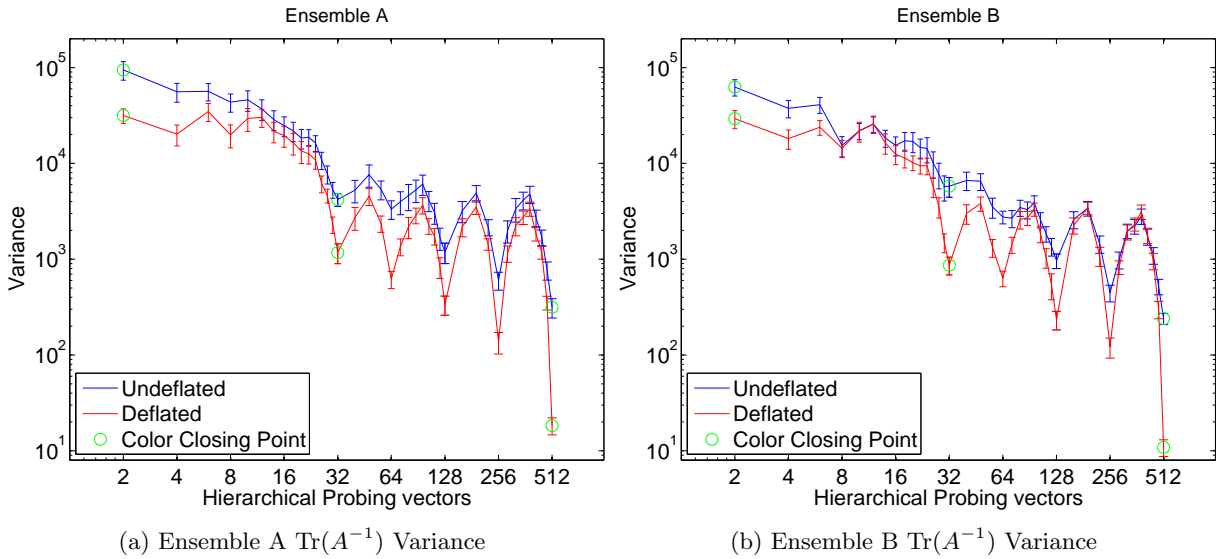 Ensemble A
Variance
10^5
10^4
10^3
10^2
10^1
Undeflated
Deflated
Color Closing Point
2 4 8 16 32 64 128 256 512
Hierarchical Probing vectors
(a) Ensemble A Tr(A^{-1}) Variance
Ensemble B
Variance
10^5
10^4
10^3
10^2
10^1
Undeflated
Deflated
Color Closing Point
2 4 8 16 32 64 128 256 512
Hierarchical Probing vectors
(b) Ensemble B Tr(A^{-1}) Variance